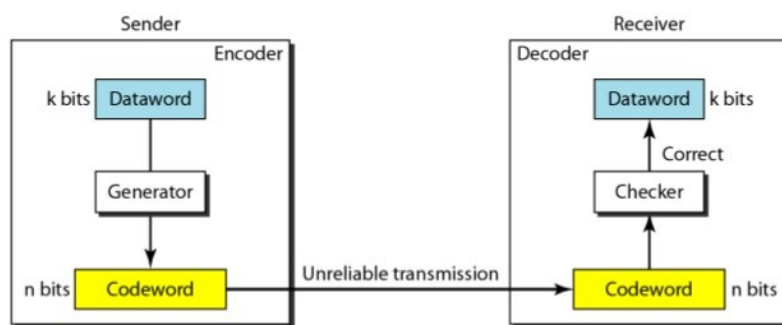 Sender
Receiver
Encoder
Decoder
k bits
Dataword
Dataword
k bits
Correct
Generator
Checker
Unreliable transmission
n bits
Codeword
Codeword
n bits